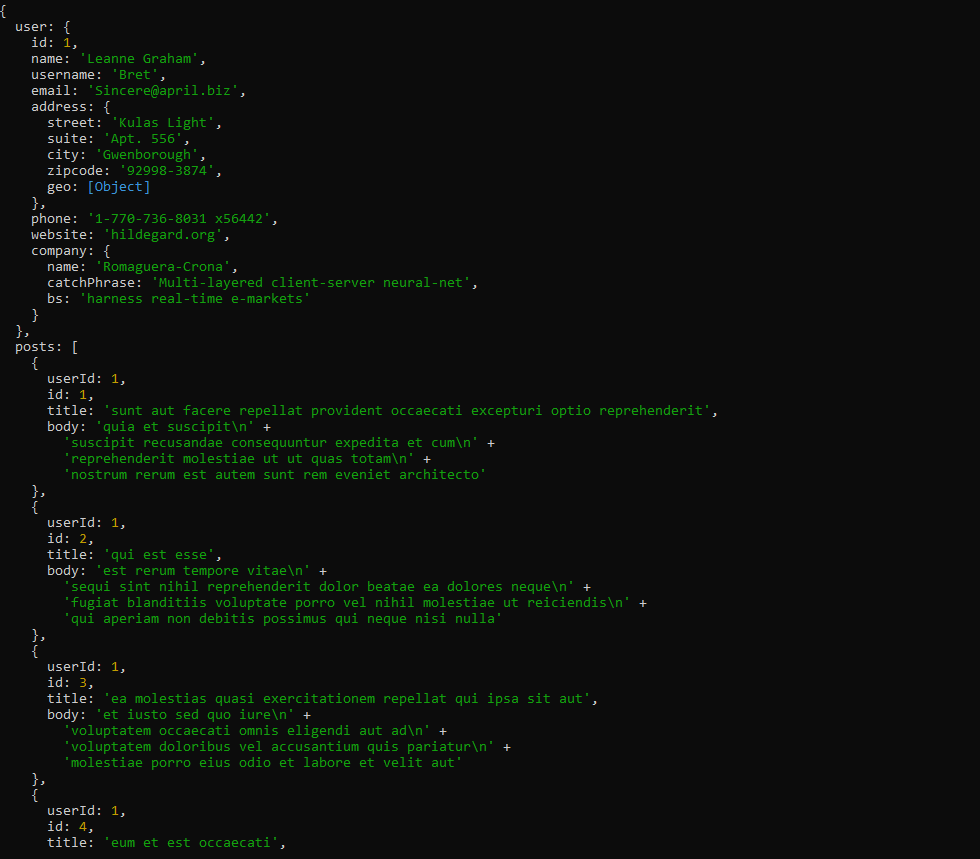 {
  user: {
    id: 1,
    name: 'Leanne Graham',
    username: 'Bret',
    email: 'Sincere@april.biz',
    address: {
      street: 'Kulas Light',
      suite: 'Apt. 556',
      city: 'Gwenborough',
      zipcode: '92998-3874',
      geo: [Object]
    },
    phone: '1-770-736-8031 x56442',
    website: 'hildegard.org',
    company: {
      name: 'Romaguera-Crona',
      catchPhrase: 'Multi-layered client-server neural-net',
      bs: 'harness real-time e-markets'
    }
  },
  posts: [
    {
      userId: 1,
      id: 1,
      title: 'sunt aut facere repellat provident occaecati excepturi optio reprehenderit',
      body: 'quia et suscipit\n' +
        'suscipit recusandae consequuntur expedita et cum\n' +
        'reprehenderit molestiae ut ut quas totam\n' +
        'nostrum rerum est autem sunt rem eveniet architecto'
    },
    {
      userId: 1,
      id: 2,
      title: 'qui est esse',
      body: 'est rerum tempore vitae\n' +
        'sequi sint nihil reprehenderit dolor beatae ea dolores neque\n' +
        'fugiat blanditiis voluptate porro vel nihil molestiae ut reiciendis\n' +
        'qui aperiam non debitis possimus qui neque nisi nulla'
    },
    {
      userId: 1,
      id: 3,
      title: 'ea molestias quasi exercitationem repellat qui ipsa sit aut',
      body: 'et iusto sed quo iure\n' +
        'voluptatem occaecati omnis eligendi aut ad\n' +
        'voluptatem doloribus vel accusantium quis pariatur\n' +
        'molestiae porro eius odio et labore et velit aut'
    },
    {
      userId: 1,
      id: 4,
      title: 'eum et est occaecati',